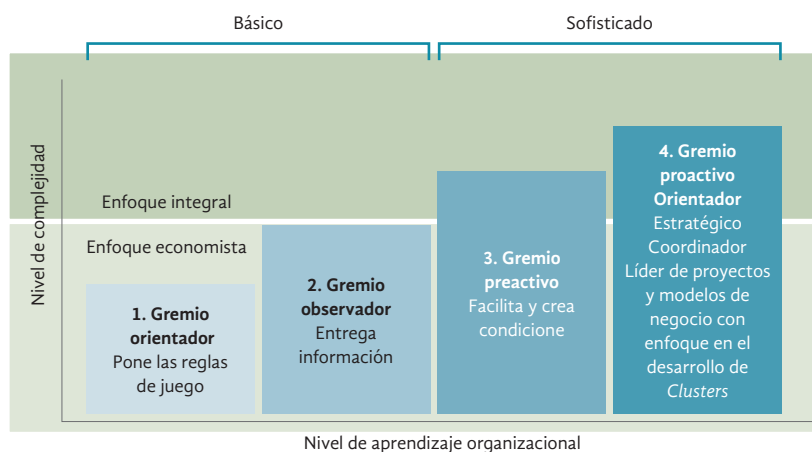 Básico
Sofisticado
Nivel de complejidad
Enfoque integral
Enfoque economista
1. Gremio
orientador
Pone las reglas
de juego
2. Gremio
observador
Entrega
información
3. Gremio
preactivo
Facilita y crea
condicione
4. Gremio
proactivo
Orientador
Estratégico
Coordinador
Líder de proyectos
y modelos de
negocio con
enfoque en el
desarrollo de
Clusters
Nivel de aprendizaje organizacional